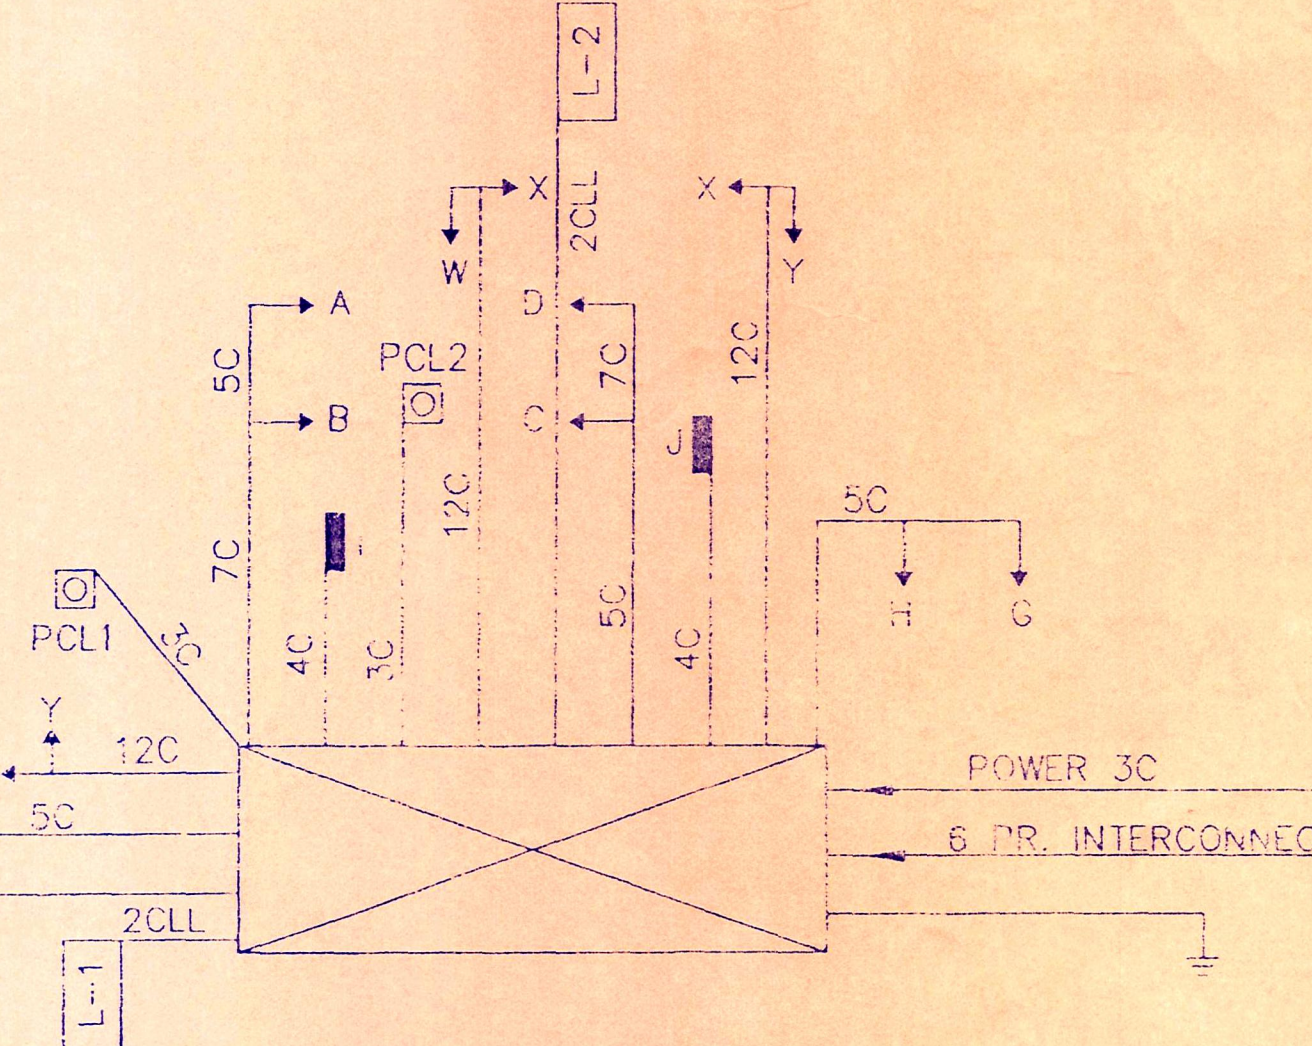 L-2
2CLL
X
X
W
Y
A
D
5C
PCL2
7C
12C
B
C
J
12C
5C
7C
H
G
PCL1
3C
4C
3C
5C
4C
Y
12C
POWER 3C
5C
6 PR. INTERCONNEC
2CLL
L-1